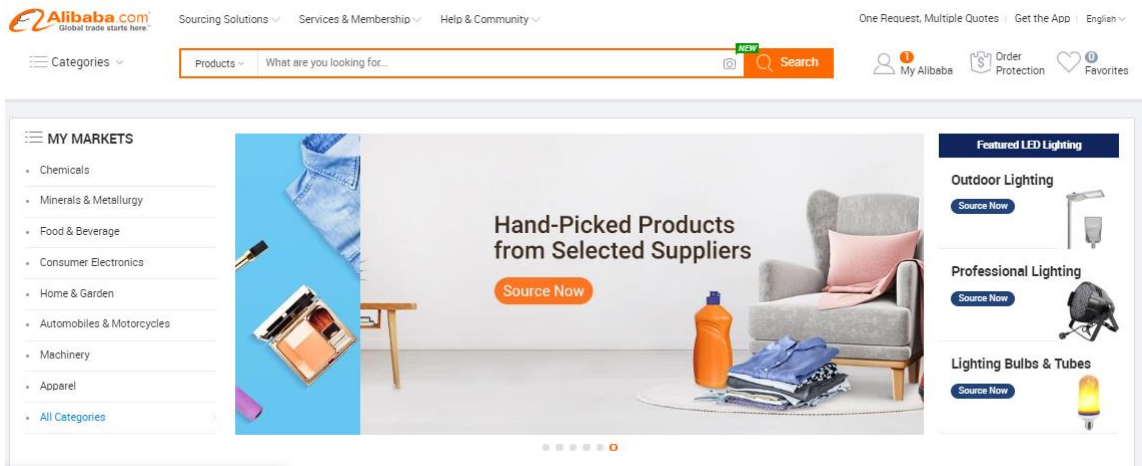 Alibaba.com
Global trade starts here.™
Sourcing Solutions
Services & Membership
Help & Community
One Request, Multiple Quotes
Get the App
English
Categories
Products
What are you looking for...
NEW
Search
1
My Alibaba
Order
Protection
0
Favorites
MY MARKETS
Chemicals
Minerals & Metallurgy
Food & Beverage
Consumer Electronics
Home & Garden
Automobiles & Motorcycles
Machinery
Apparel
All Categories
Hand-Picked Products
from Selected Suppliers
Source Now
Featured LED Lighting
Outdoor Lighting
Source Now
Professional Lighting
Source Now
Lighting Bulbs & Tubes
Source Now